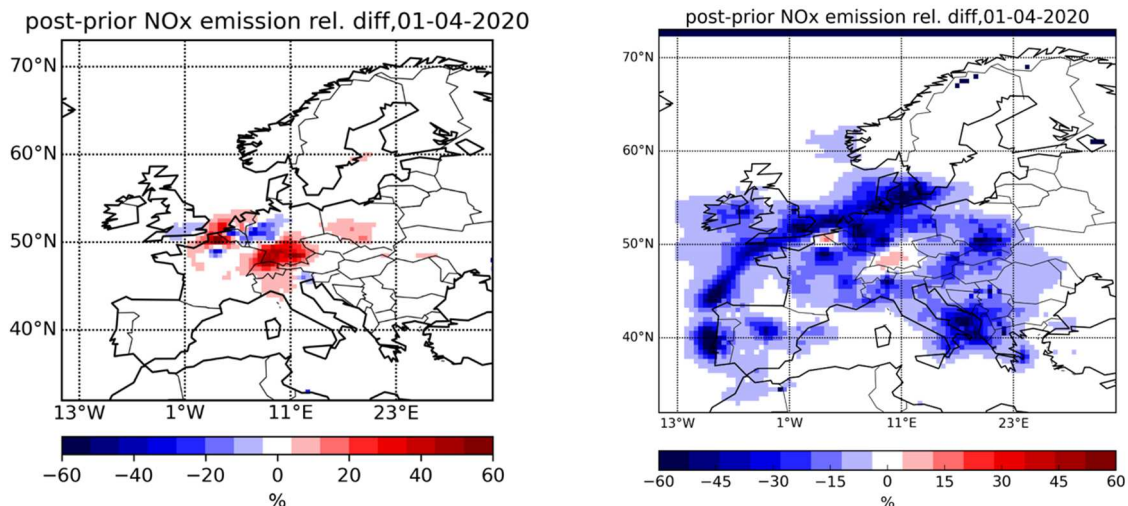 post-prior NOx emission rel. diff,01-04-2020
70°N
60°N
50°N
40°N
13°W 1°W 11°E 23°E
−60 −40 −20 0 20 40 60
%
post-prior NOx emission rel. diff,01-04-2020
70°N
60°N
50°N
40°N
13°W 1°W 11°E 23°E
−60 −45 −30 −15 0 15 30 45 60
%